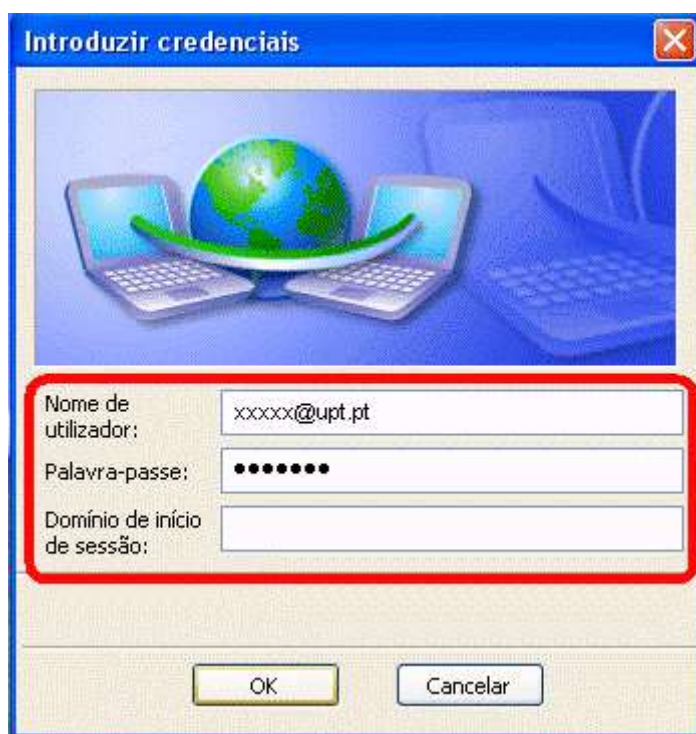 Introduzir credenciais
Nome de
utilizador:
xxxxx@upt.pt
Palavra-passe:
●●●●●●●
Domínio de início
de sessão:
OK
Cancelar